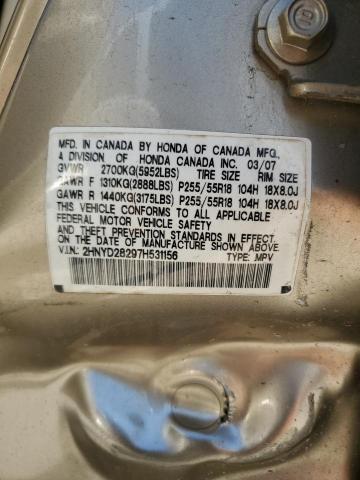 MFD. IN CANADA BY HONDA OF CANADA MFG.,
A DIVISION OF HONDA CANADA INC. 03/07
GVWR 2700KG(5952LBS) TIRE SIZE RIM SIZE
GAWR F 1310KG(2888LBS) P255/55R18 104H 18X8.0J
GAWR R 1440KG(3175LBS) P255/55R18 104H 18X8.0J
THIS VEHICLE CONFORMS TO ALL APPLICABLE
FEDERAL MOTOR VEHICLE SAFETY
AND THEFT PREVENTION STANDARDS IN EFFECT
ON THE DATE OF MANUFACTURE SHOWN ABOVE.
V.I.N.: 2HNYD28297H531156 TYPE: MPV